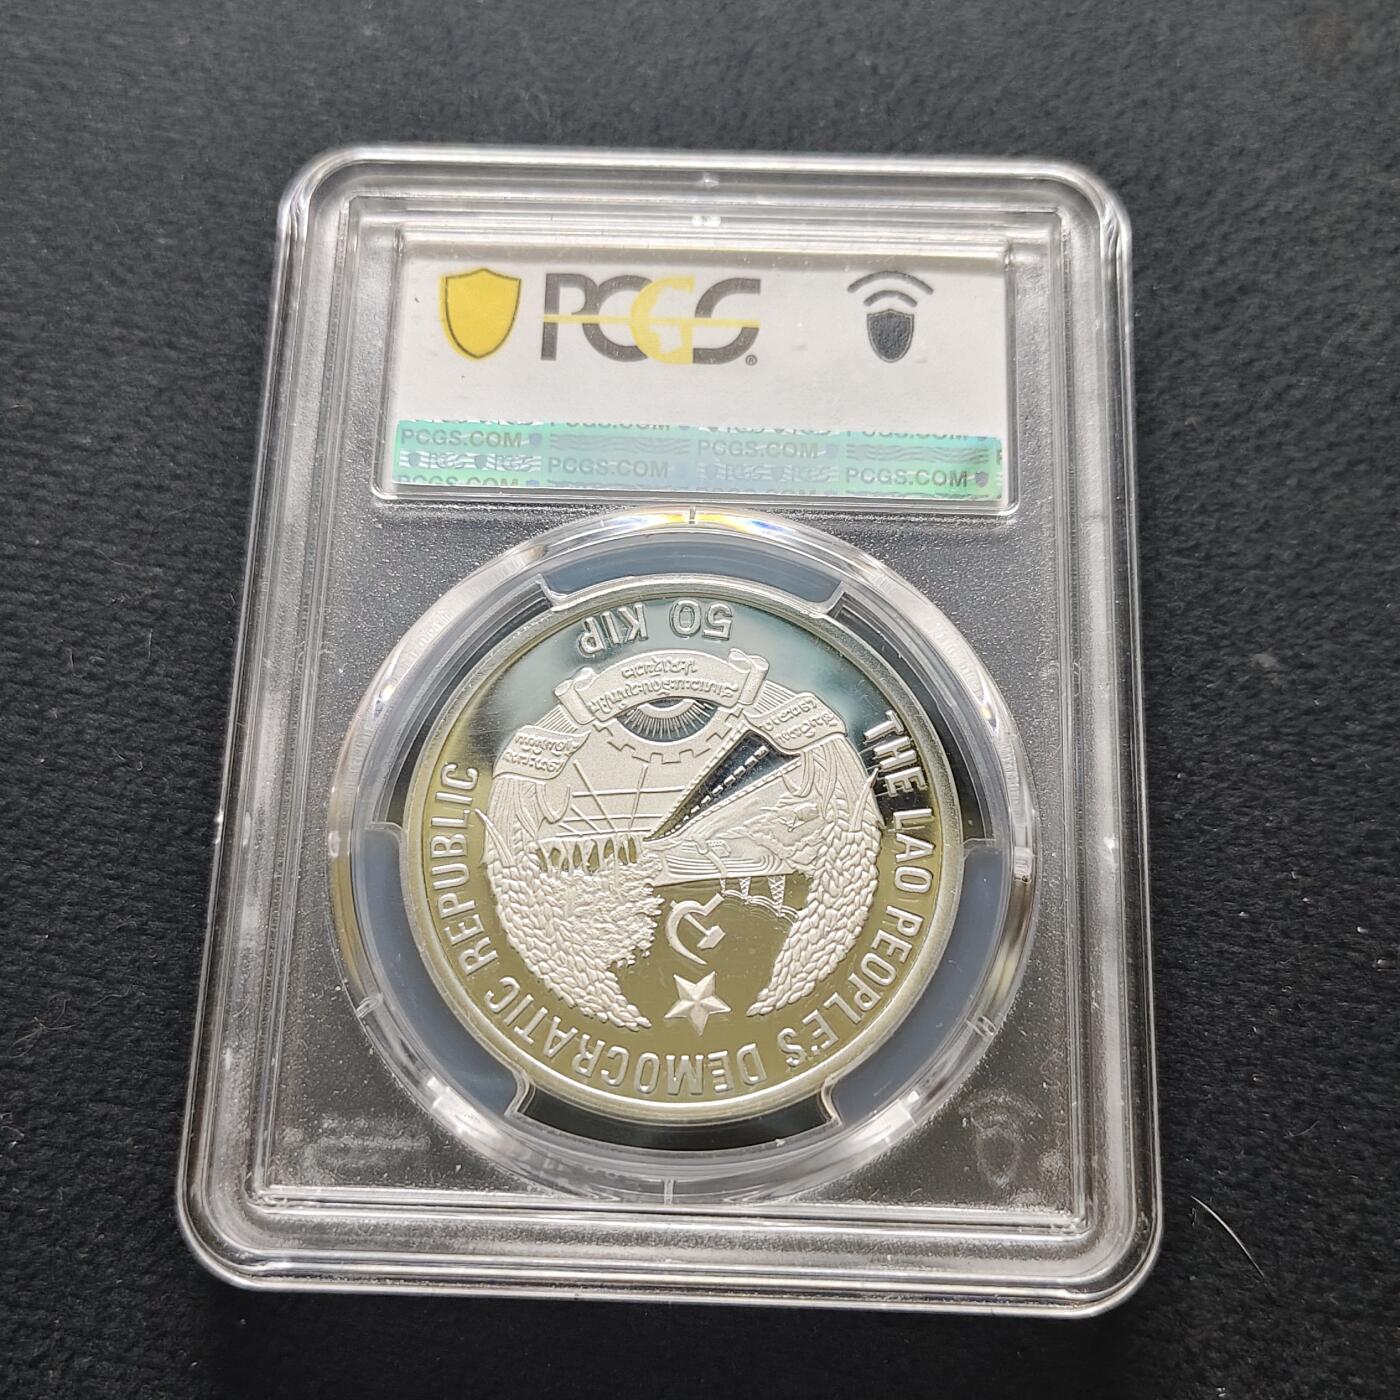 PCGS®
PCGS.COM PCGS.COM
PCGS.COM PCGS.COM
THE LAO PEOPLE'S DEMOCRATIC REPUBLIC
50 KIP